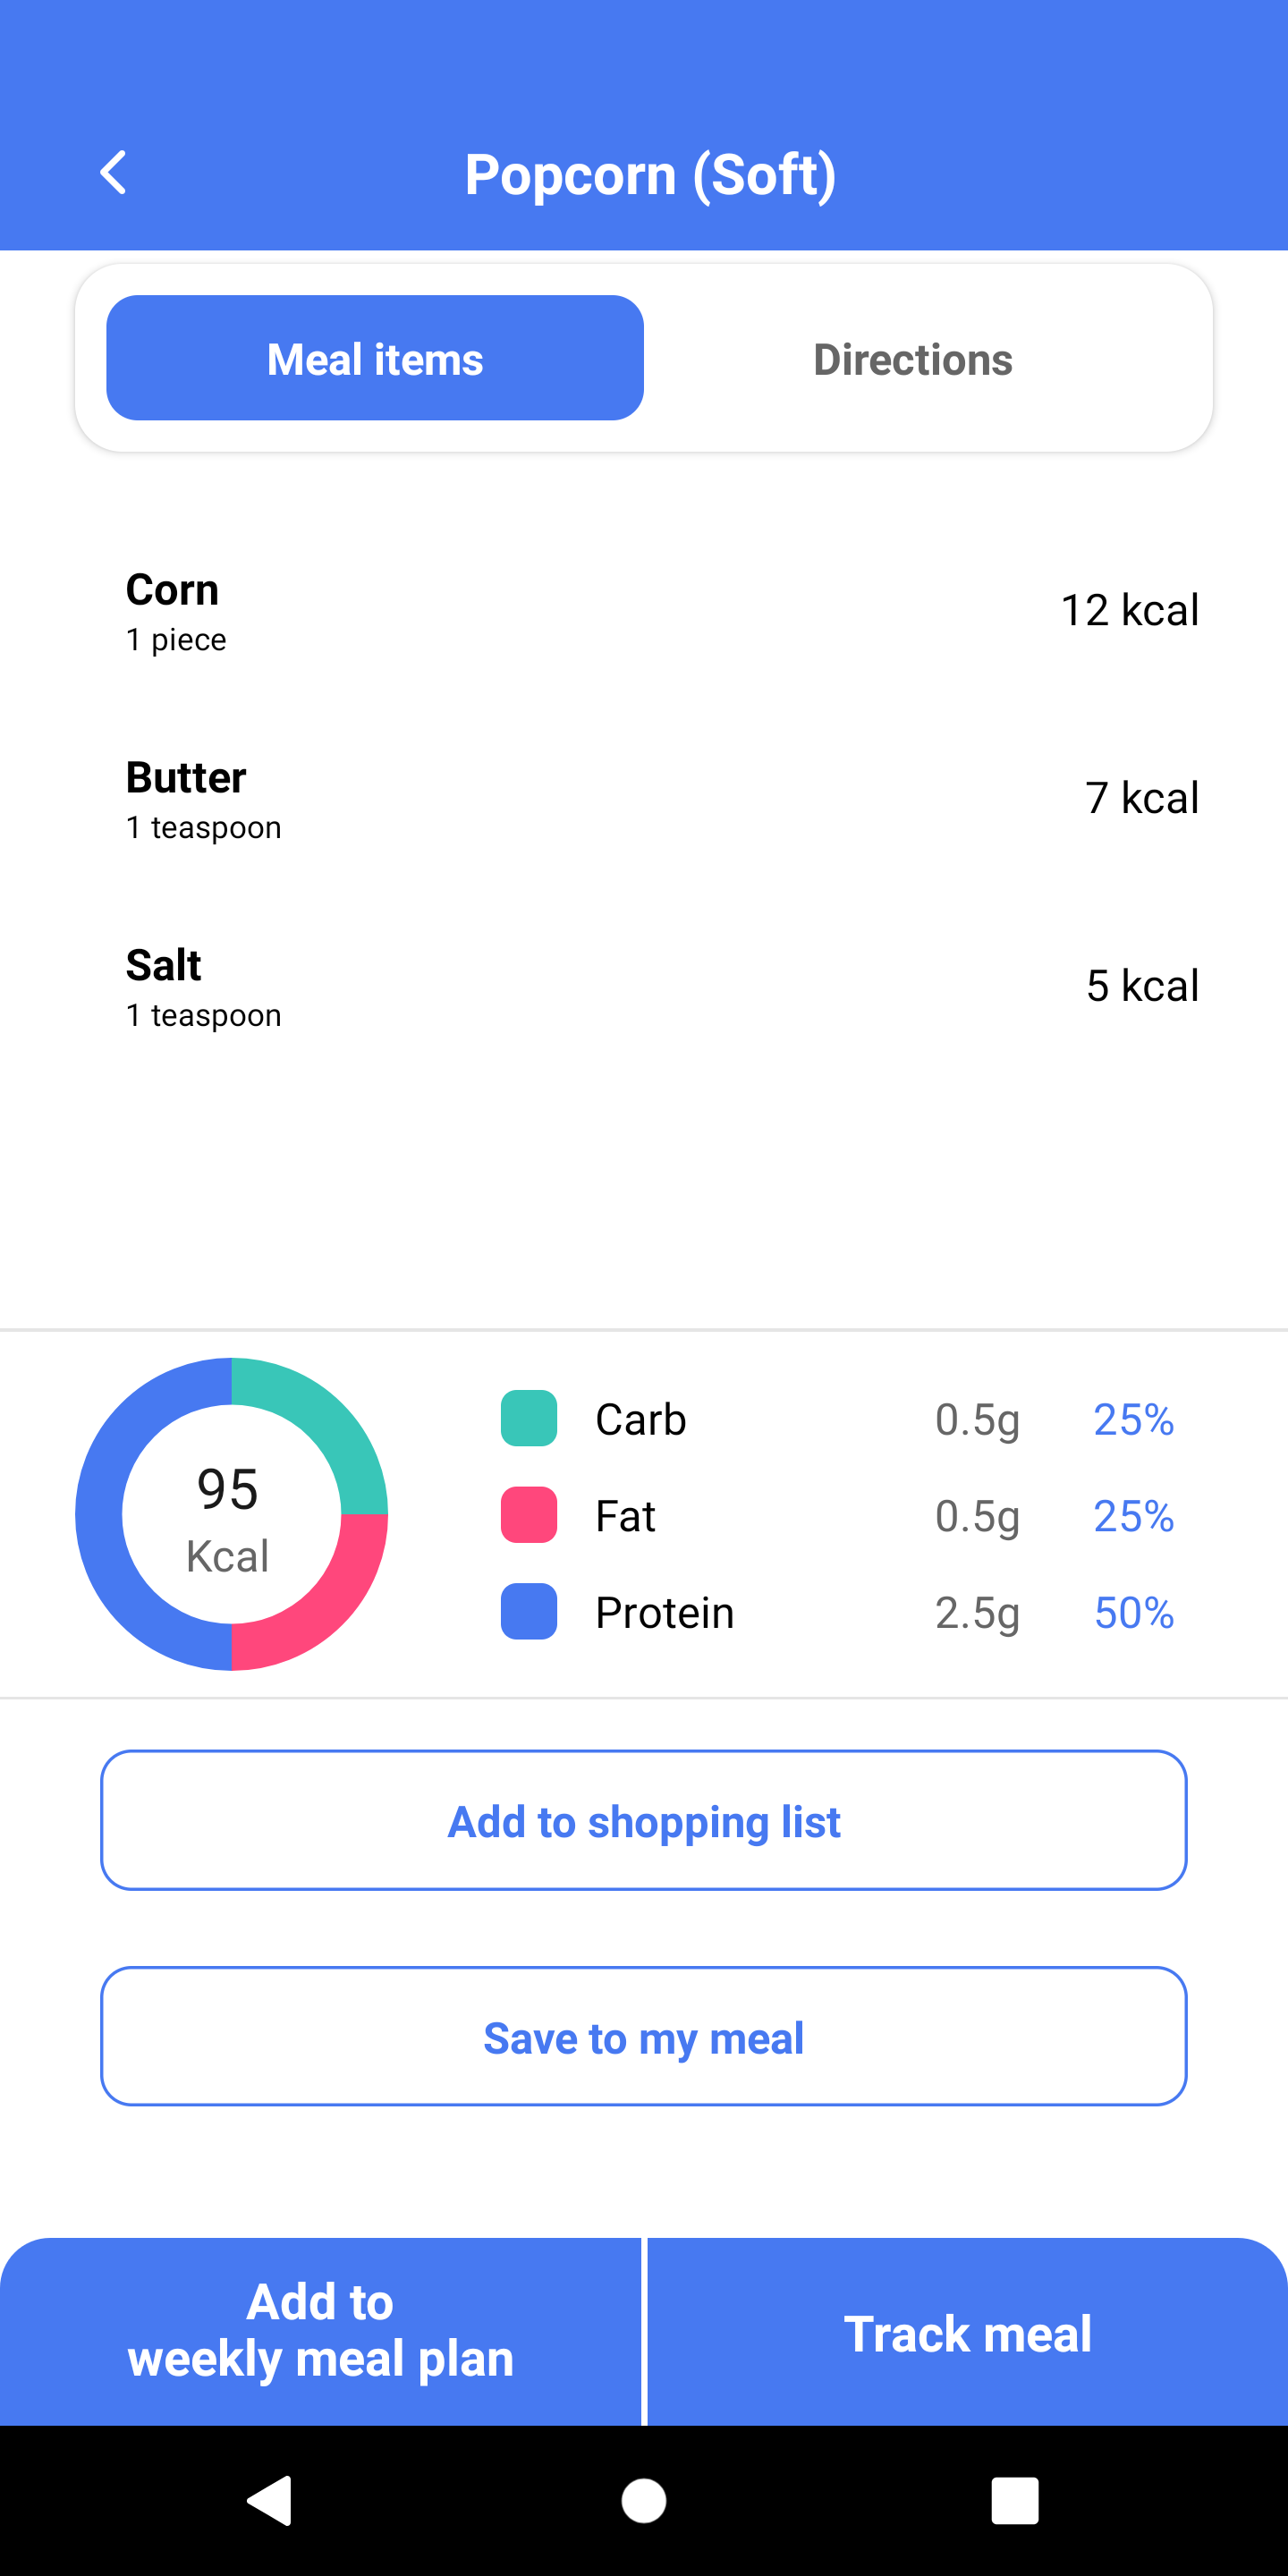 Popcorn (Soft)
Meal items
Directions
Corn
1 piece
12 kcal
Butter
1 teaspoon
7 kcal
Salt
1 teaspoon
5 kcal
95
Kcal
Carb 0.5g 25%
Fat 0.5g 25%
Protein 2.5g 50%
Add to shopping list
Save to my meal
Add to
weekly meal plan
Track meal